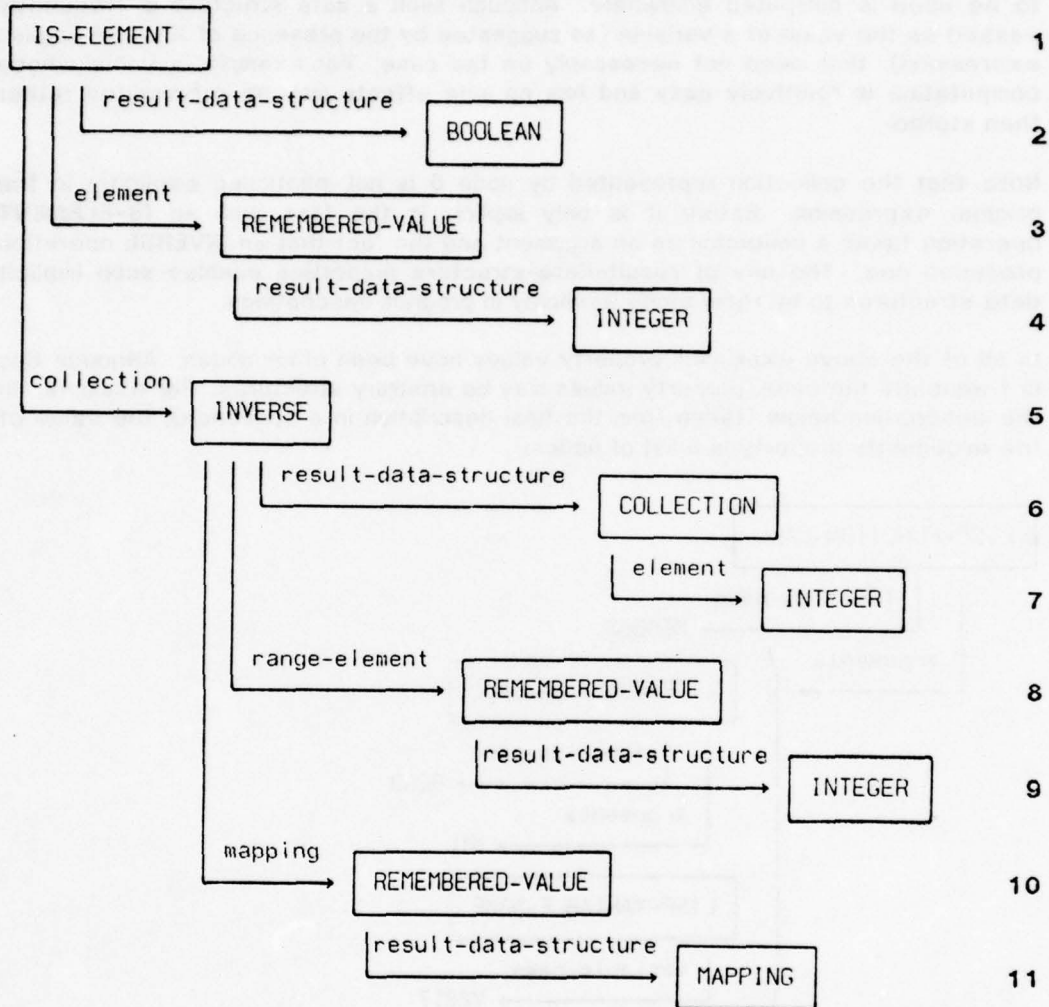 IS-ELEMENT 1
result-data-structure
BOOLEAN 2
element
REMEMBERED-VALUE 3
result-data-structure
INTEGER 4
collection
INVERSE 5
result-data-structure
COLLECTION 6
element
INTEGER 7
range-element
REMEMBERED-VALUE 8
result-data-structure
INTEGER 9
mapping
REMEMBERED-VALUE 10
result-data-structure
MAPPING 11